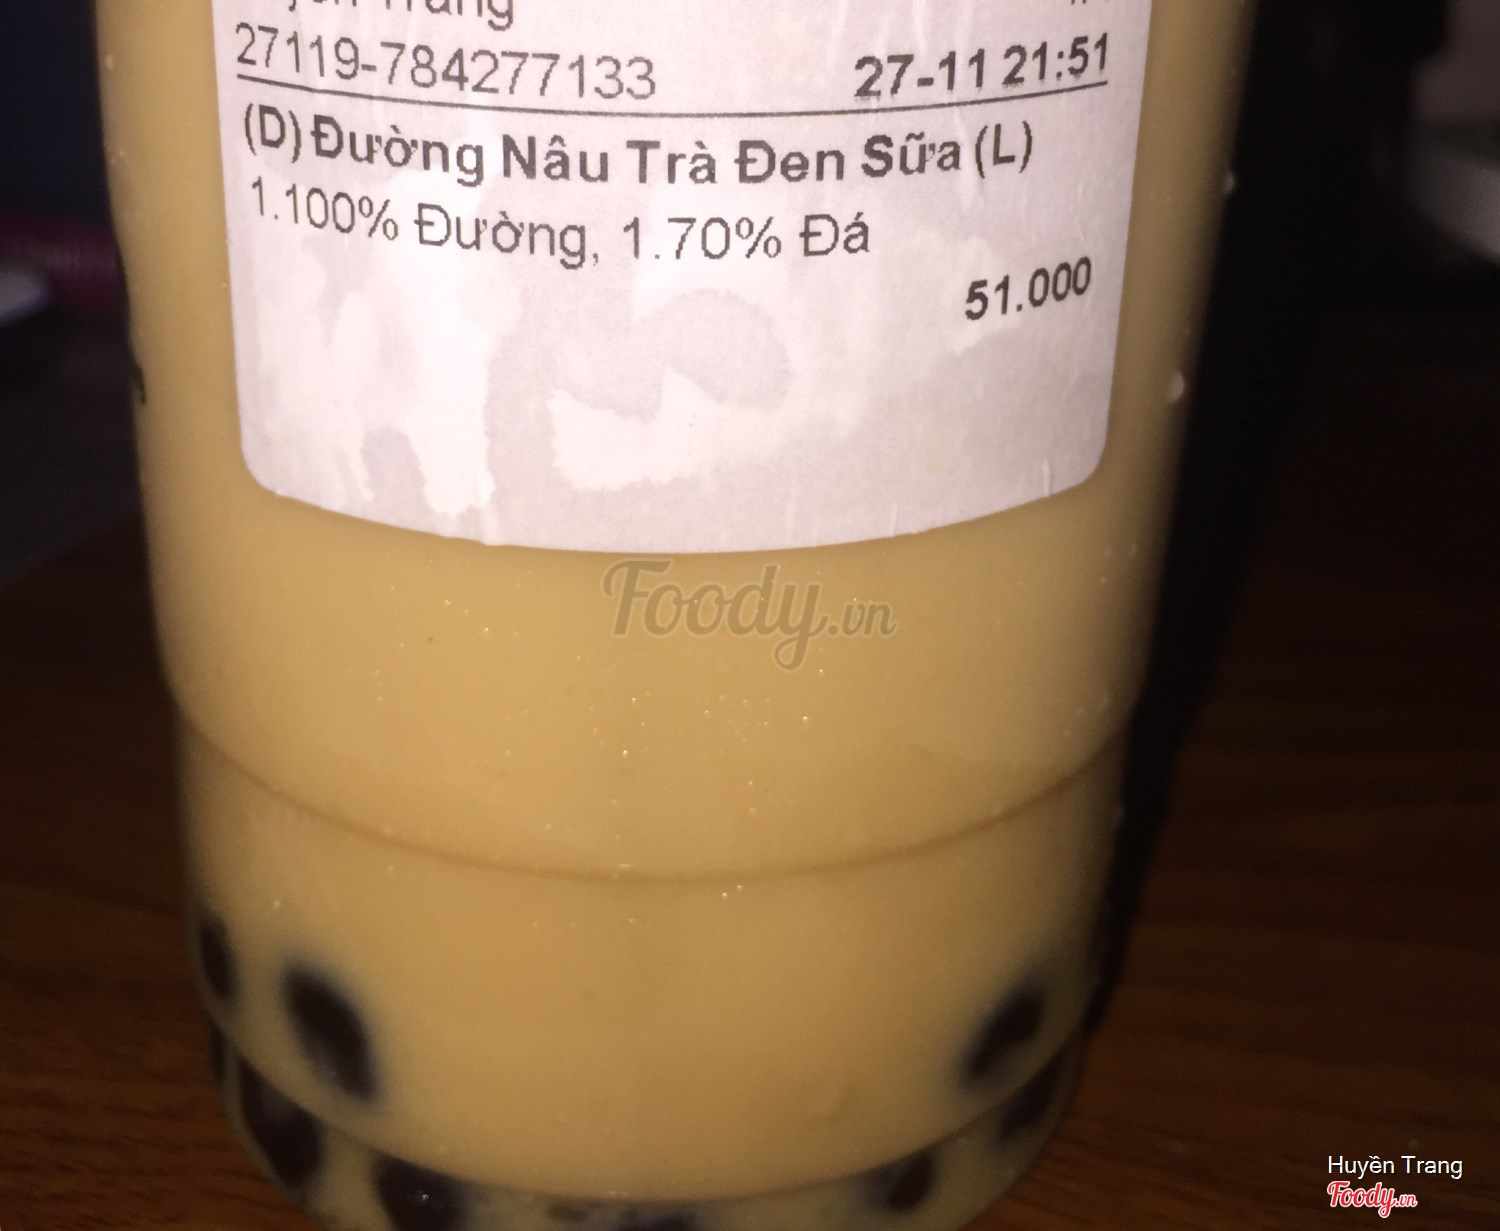 Trang
27119-784277133 27-11 21:51
(D) Đường Nâu Trà Đen Sữa (L)
1.100% Đường, 1.70% Đá
51.000
Foody.vn
Huyền Trang
Foody.vn